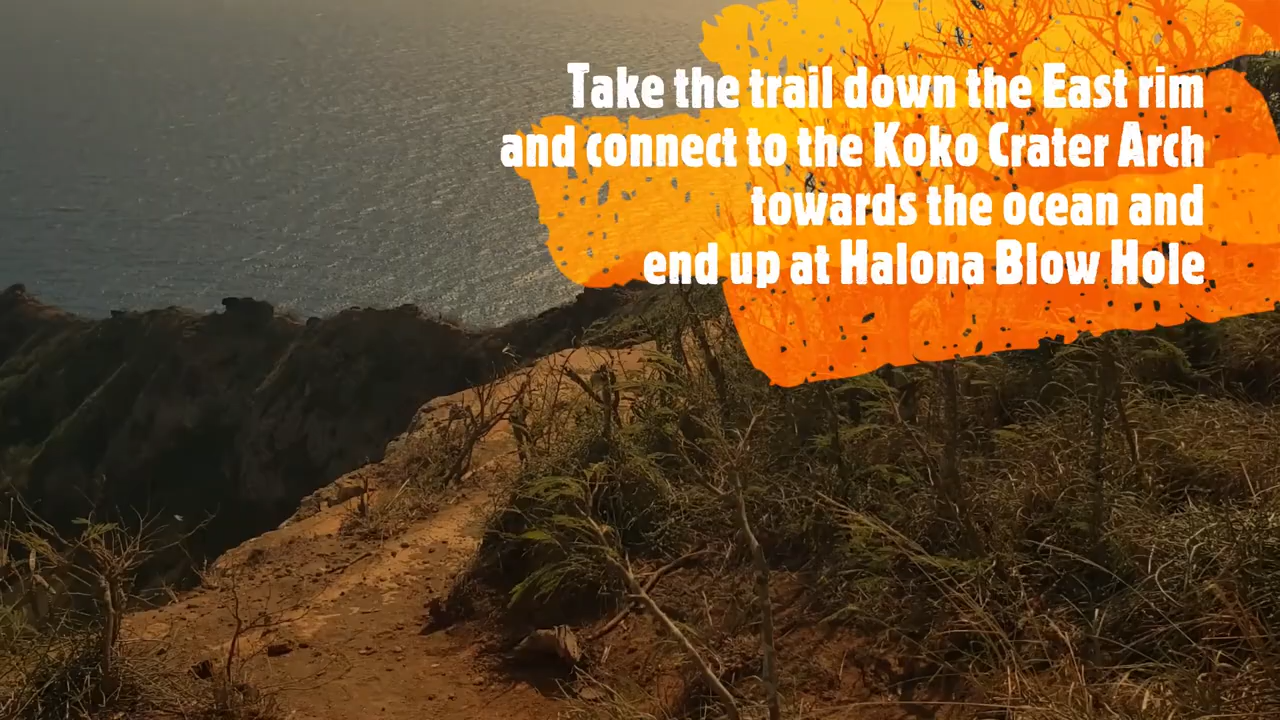 Take the trail down the East rim
and connect to the Koko Crater Arch
towards the ocean and
end up at Halona Blow Hole